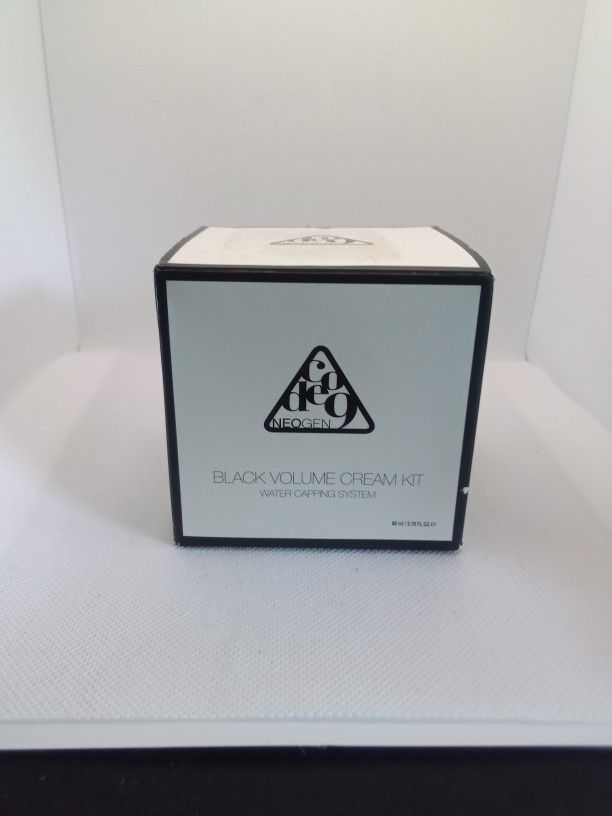 code9
NEOGEN
BLACK VOLUME CREAM KIT
WATER CAPPING SYSTEM
80 ml / 2.70 FL.OZ.℮